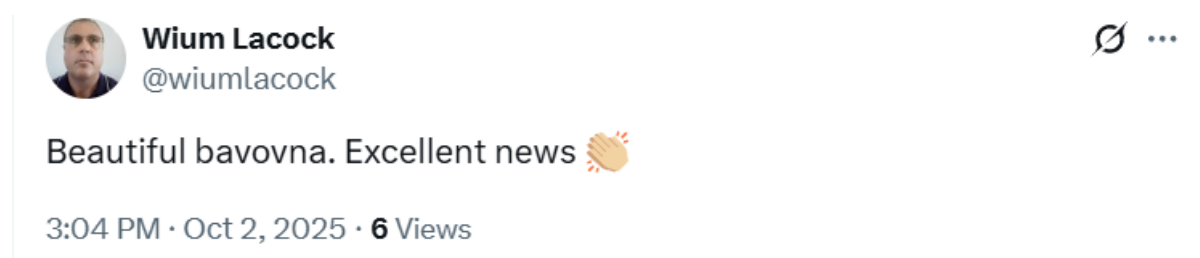 Wium Lacock
@wiumlacock
Beautiful bavovna. Excellent news 👏🏼
3:04 PM · Oct 2, 2025 · 6 Views